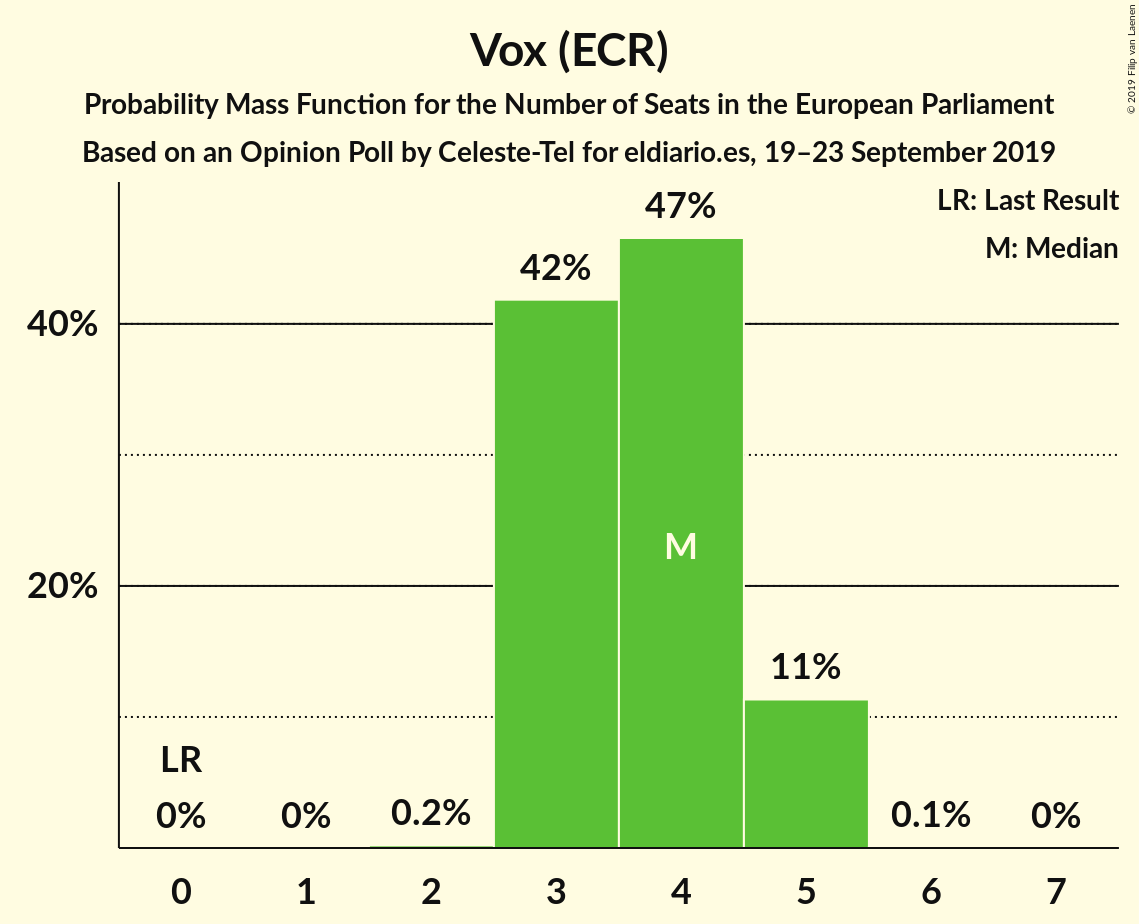 Vox (ECR)
Probability Mass Function for the Number of Seats in the European Parliament
Based on an Opinion Poll by Celeste-Tel for eldiario.es, 19–23 September 2019
© 2019 Filip van Laenen
LR: Last Result
M: Median
47%
42%
40%
M
20%
11%
LR
0%
0%
0.2%
0.1%
0%
0
1
2
3
4
5
6
7